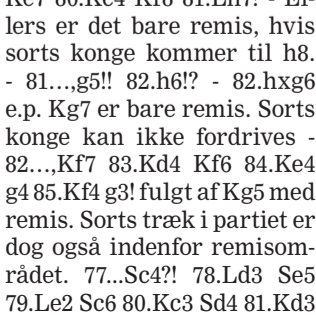 lers er det bare remis, hvis
sorts konge kommer til h8.
- 81…,g5!! 82.h6!? - 82.hxg6
e.p. Kg7 er bare remis. Sorts
konge kan ikke fordrives -
82…,Kf7 83.Kd4 Kf6 84.Ke4
g4 85.Kf4 g3! fulgt af Kg5 med
remis. Sorts træk i partiet er
dog også indenfor remisom-
rådet. 77...Sc4?! 78.Ld3 Se5
79.Le2 Sc6 80.Kc3 Sd4 81.Kd3